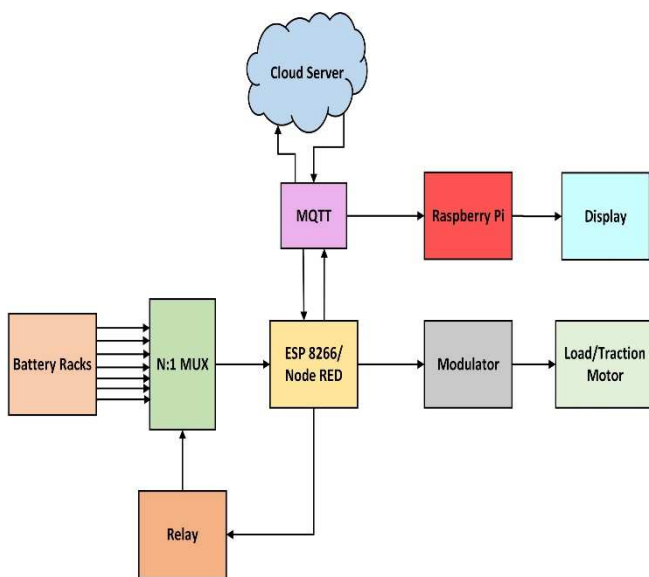 Cloud Server
MQTT
Raspberry Pi
Display
Battery Racks
N:1 MUX
ESP 8266/
Node RED
Modulator
Load/Traction
Motor
Relay